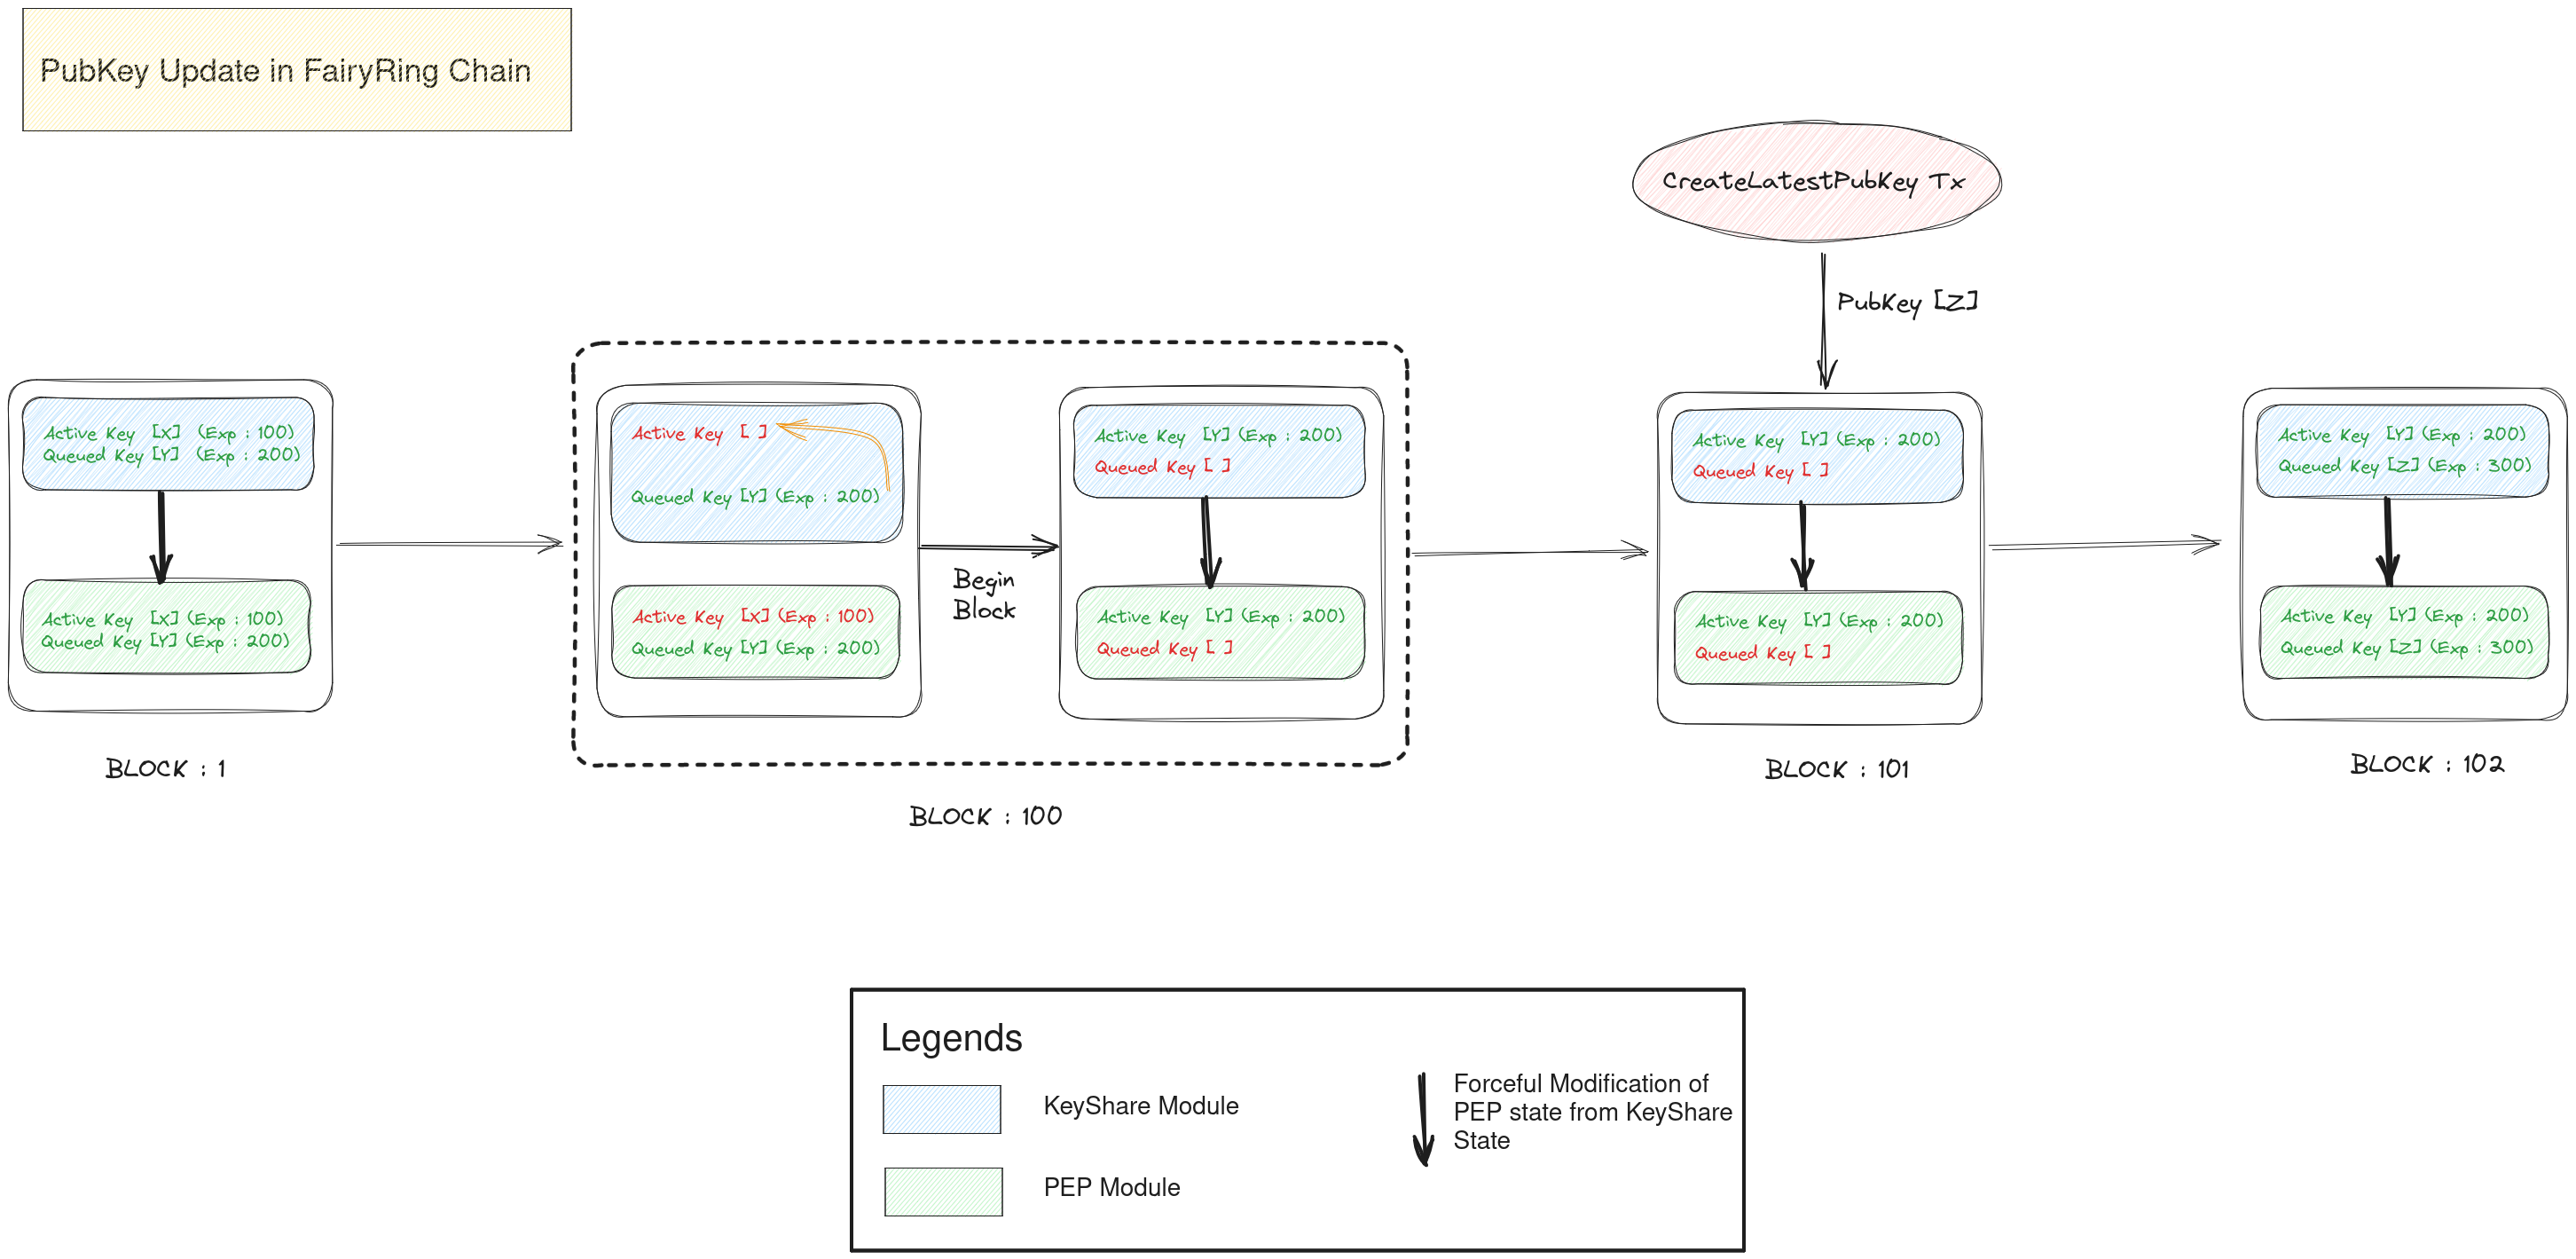 PubKey Update in FairyRing Chain
CreateLatestPubKey Tx
PubKey [Z]
Active Key [X] (Exp : 100)
Queued Key [Y] (Exp : 200)
Active Key [X] (Exp : 100)
Queued Key [Y] (Exp : 200)
BLOCK : 1
Active Key [ ]
Queued Key [Y] (Exp : 200)
Active Key [X] (Exp : 100)
Queued Key [Y] (Exp : 200)
Begin
Block
Active Key [Y] (Exp : 200)
Queued Key [ ]
Active Key [Y] (Exp : 200)
Queued Key [ ]
BLOCK : 100
Active Key [Y] (Exp : 200)
Queued Key [ ]
Active Key [Y] (Exp : 200)
Queued Key [ ]
BLOCK : 101
Active Key [Y] (Exp : 200)
Queued Key [Z] (Exp : 300)
Active Key [Y] (Exp : 200)
Queued Key [Z] (Exp : 300)
BLOCK : 102
Legends
KeyShare Module
PEP Module
Forceful Modification of
PEP state from KeyShare
State